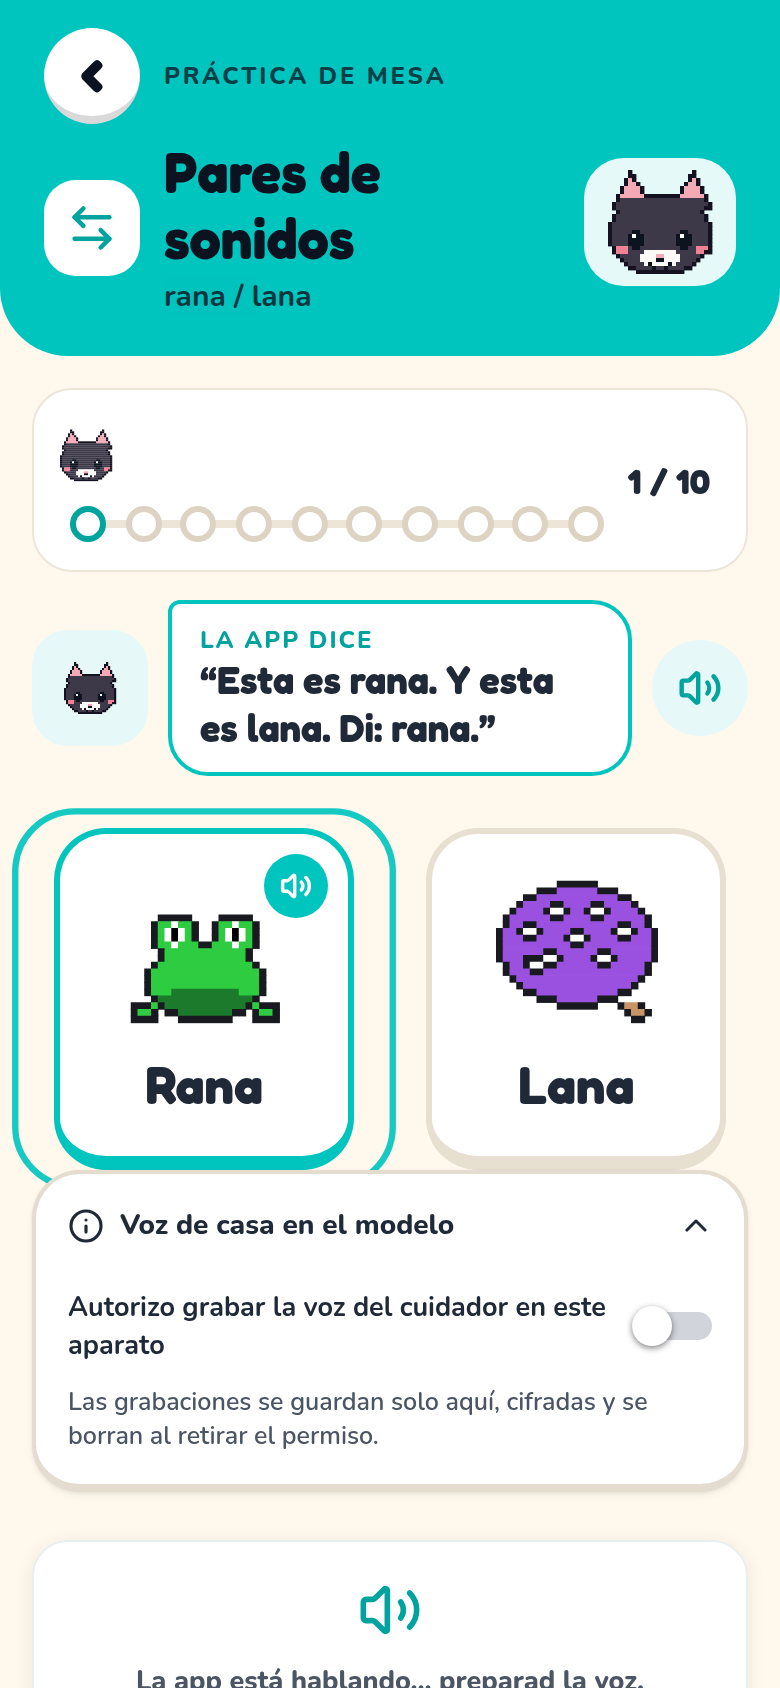 PRÁCTICA DE MESA
Pares de
sonidos
rana / lana
1 / 10
LA APP DICE
“Esta es rana. Y esta
es lana. Di: rana.”
Rana
Lana
Voz de casa en el modelo
Autorizo grabar la voz del cuidador en este
aparato
Las grabaciones se guardan solo aquí, cifradas y se
borran al retirar el permiso.
La app está hablando... preparad la voz.